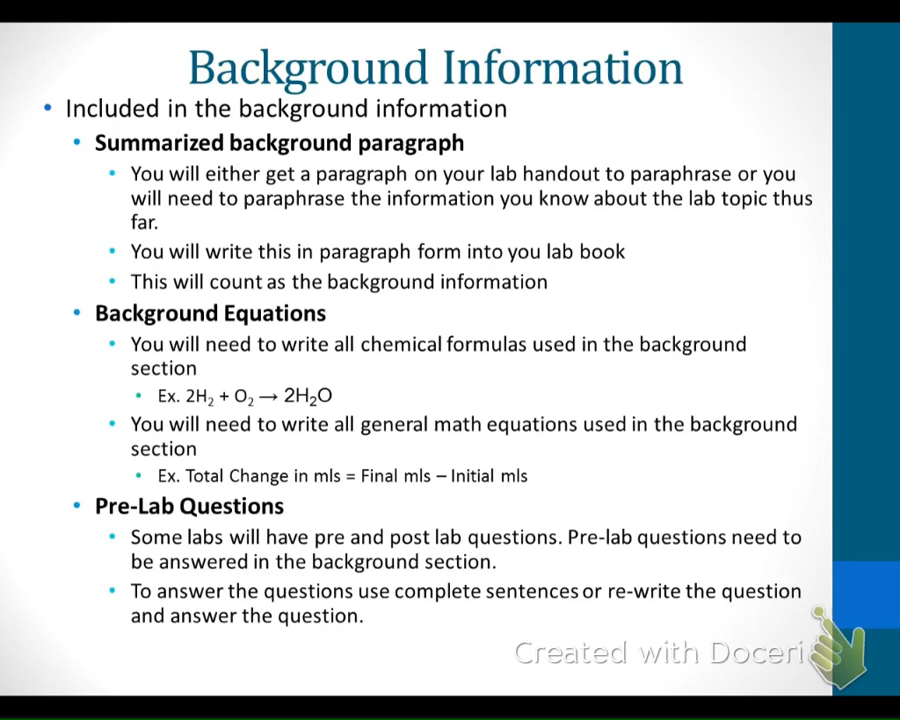 Background Information
• Included in the background information
• Summarized background paragraph
• You will either get a paragraph on your lab handout to paraphrase or you
will need to paraphrase the information you know about the lab topic thus
far.
• You will write this in paragraph form into you lab book
• This will count as the background information
• Background Equations
• You will need to write all chemical formulas used in the background
section
• Ex. 2H₂ + O₂ → 2H₂O
• You will need to write all general math equations used in the background
section
• Ex. Total Change in mls = Final mls – Initial mls
• Pre-Lab Questions
• Some labs will have pre and post lab questions. Pre-lab questions need to
be answered in the background section.
• To answer the questions use complete sentences or re-write the question
and answer the question.
Created with Doceri